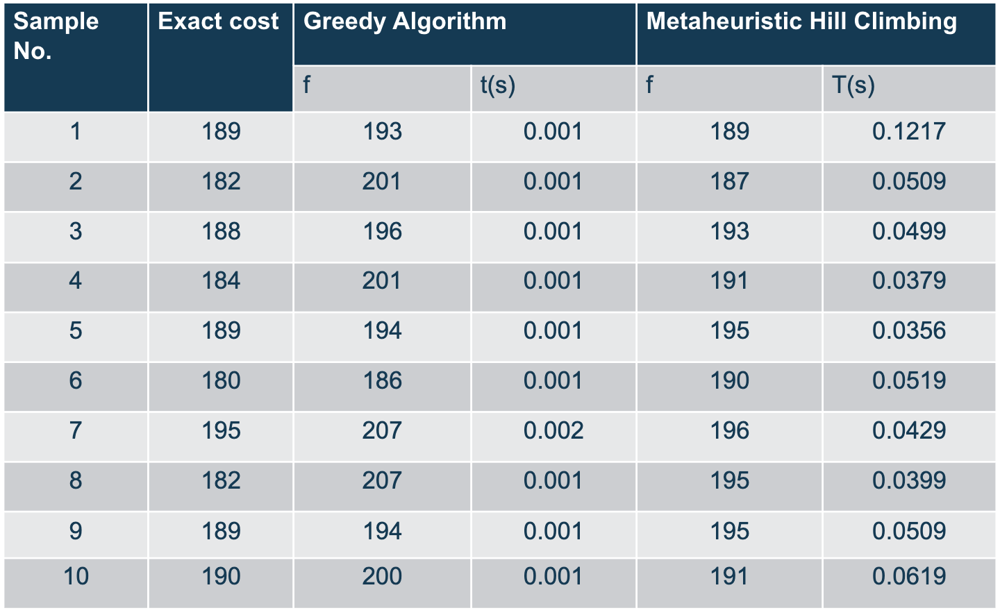 Sample No. Exact cost Greedy Algorithm Metaheuristic Hill Climbing
f t(s) f T(s)
1 189 193 0.001 189 0.1217
2 182 201 0.001 187 0.0509
3 188 196 0.001 193 0.0499
4 184 201 0.001 191 0.0379
5 189 194 0.001 195 0.0356
6 180 186 0.001 190 0.0519
7 195 207 0.002 196 0.0429
8 182 207 0.001 195 0.0399
9 189 194 0.001 195 0.0509
10 190 200 0.001 191 0.0619